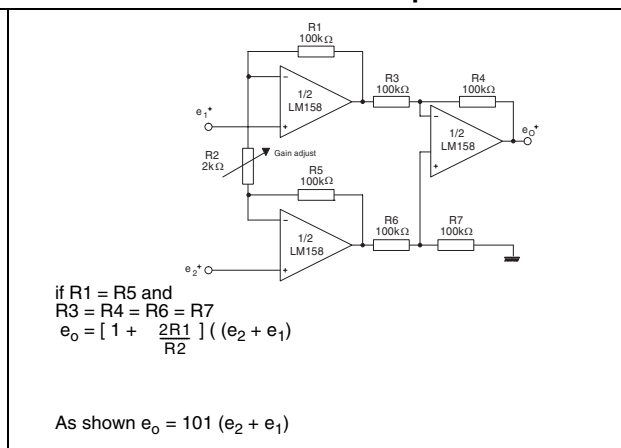 R1
100kΩ
R3
100kΩ
R4
100kΩ
1/2
LM158
e1+
eO+
1/2
LM158
R2
2kΩ
Gain adjust
R5
100kΩ
R6
100kΩ
R7
100kΩ
1/2
LM158
e2+
if R1 = R5 and
R3 = R4 = R6 = R7
eo = [ 1 + 2R1/R2 ] ( (e2 + e1)
As shown eo = 101 (e2 + e1)